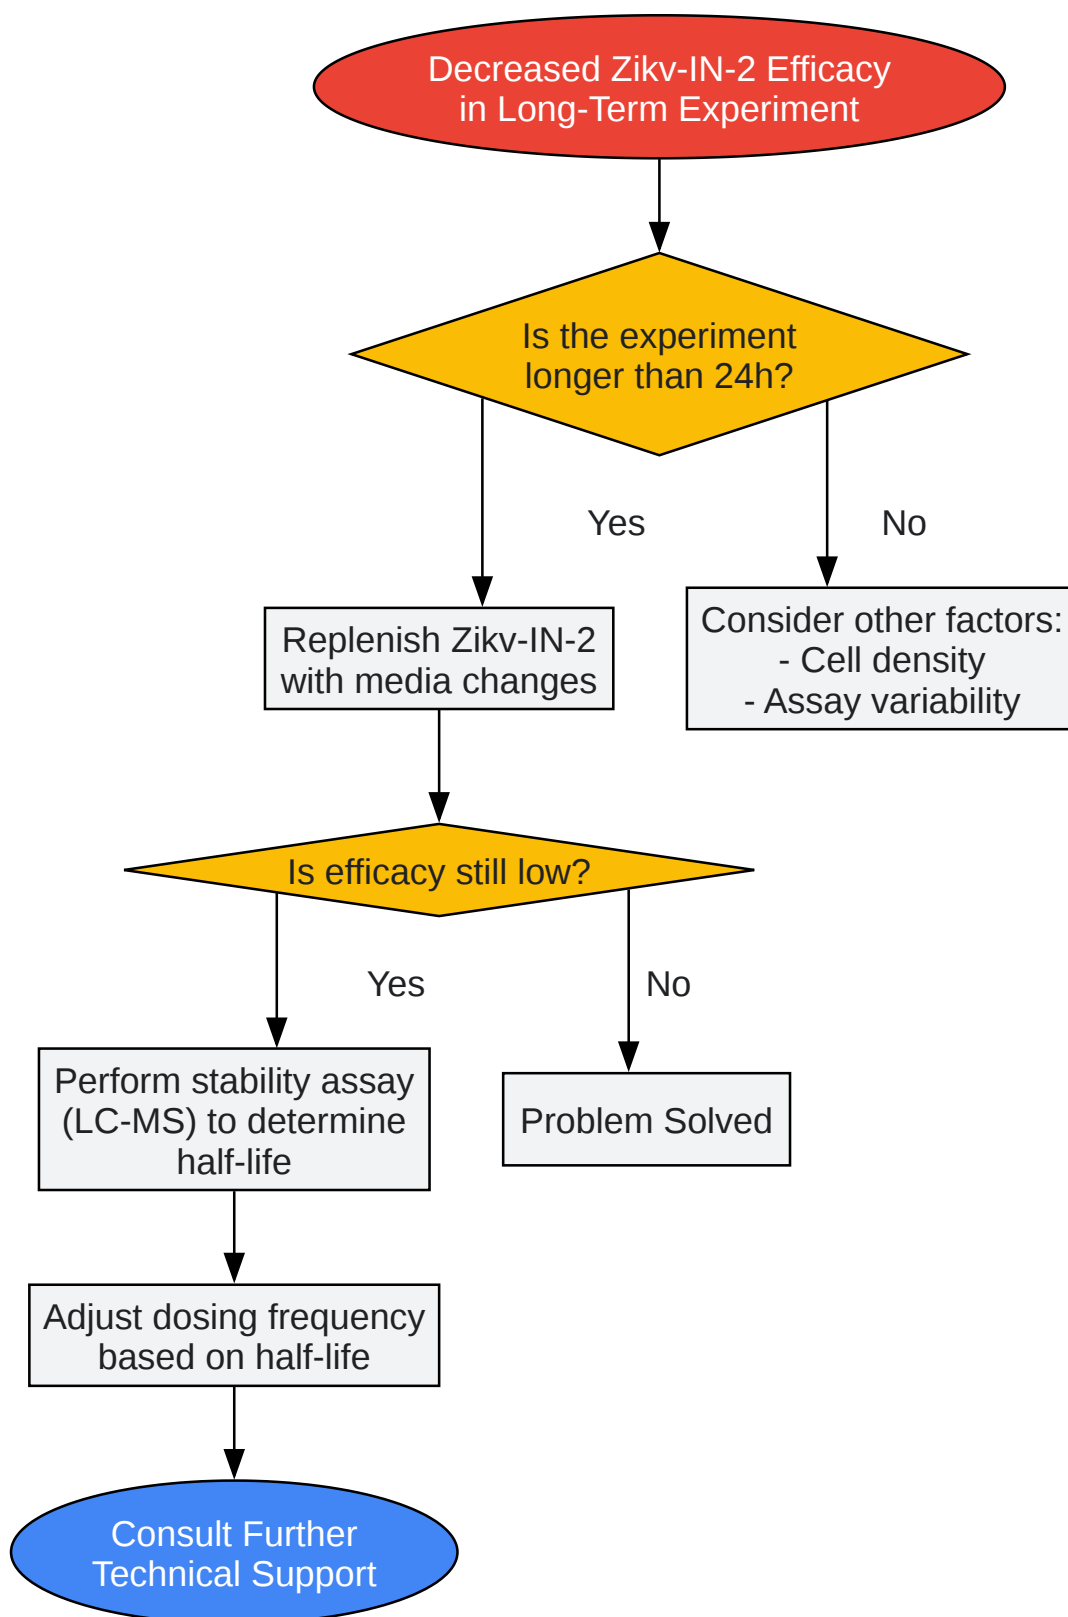 Decreased Zikv-IN-2 Efficacy
in Long-Term Experiment
Is the experiment
longer than 24h?
Yes
No
Replenish Zikv-IN-2
with media changes
Consider other factors:
- Cell density
- Assay variability
Is efficacy still low?
Yes
No
Perform stability assay
(LC-MS) to determine
half-life
Problem Solved
Adjust dosing frequency
based on half-life
Consult Further
Technical Support